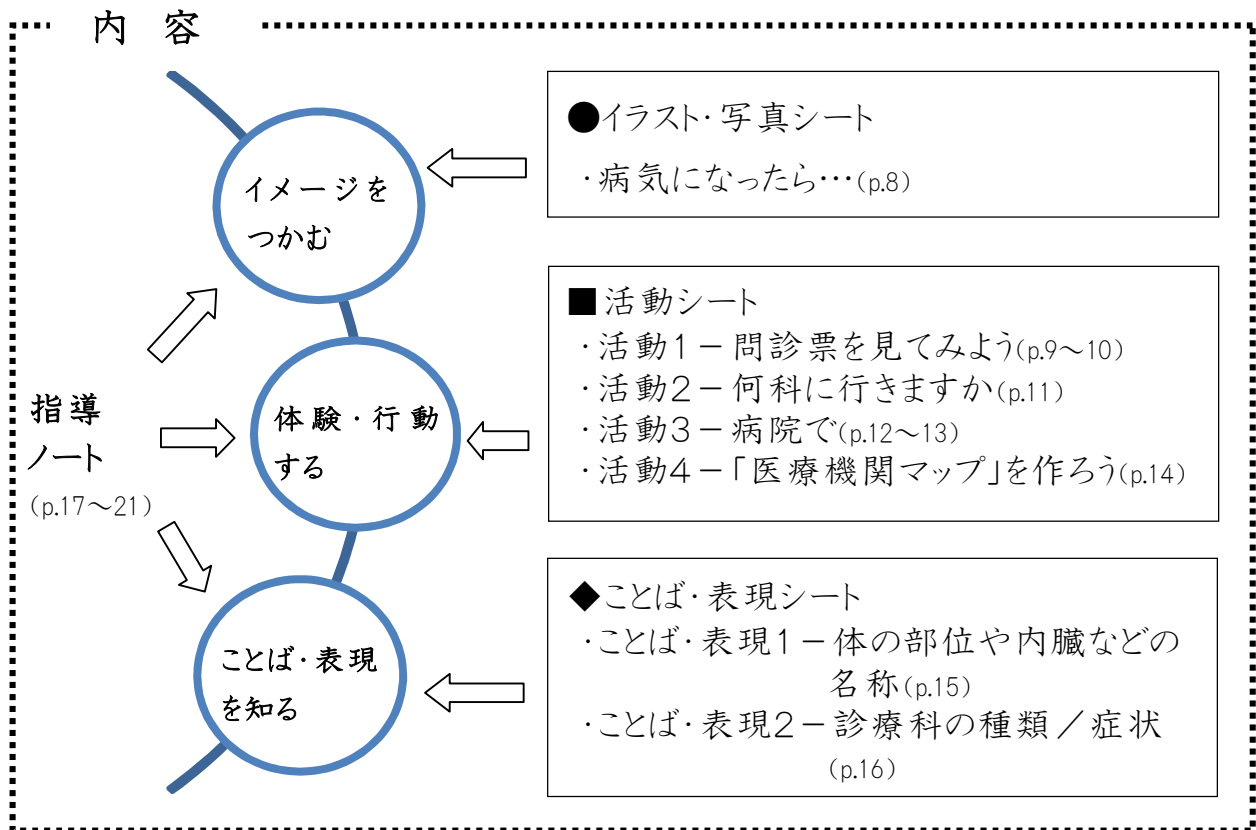 内 容
イメージを
つかむ
●イラスト・写真シート
・病気になったら…(p.8)
指導
ノート
(p.17～21)
体験・行動
する
■活動シート
・活動1－問診票を見てみよう(p.9～10)
・活動2－何科に行きますか(p.11)
・活動3－病院で(p.12～13)
・活動4－「医療機関マップ」を作ろう(p.14)
ことば・表現
を知る
◆ことば・表現シート
・ことば・表現1－体の部位や内臓などの
名称(p.15)
・ことば・表現2－診療科の種類／症状
(p.16)